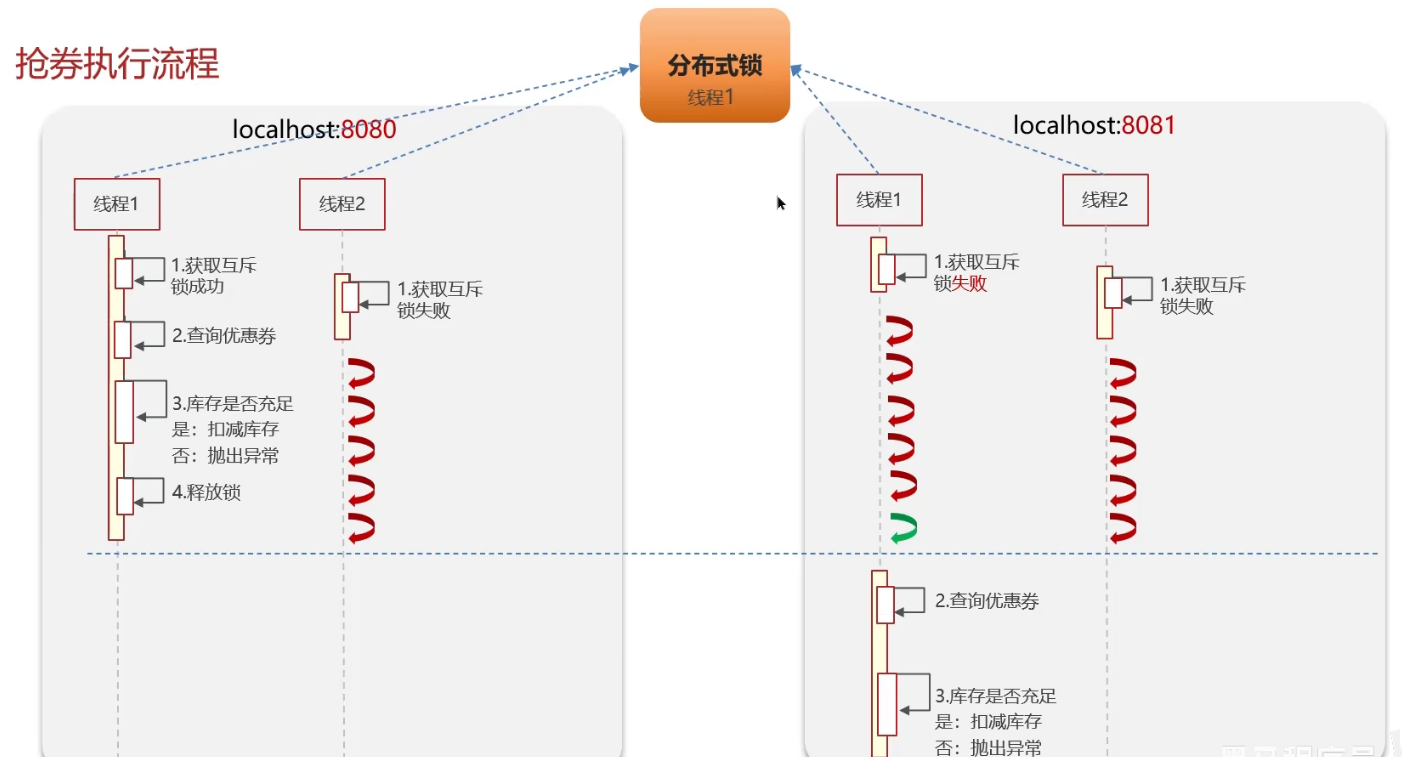 抢券执行流程
分布式锁
线程1
localhost:8080
线程1
线程2
1.获取互斥
锁成功
2.查询优惠券
3.库存是否充足
是：扣减库存
否：抛出异常
4.释放锁
1.获取互斥
锁失败
localhost:8081
线程1
线程2
1.获取互斥
锁失败
1.获取互斥
锁失败
2.查询优惠券
3.库存是否充足
是：扣减库存
否：抛出异常